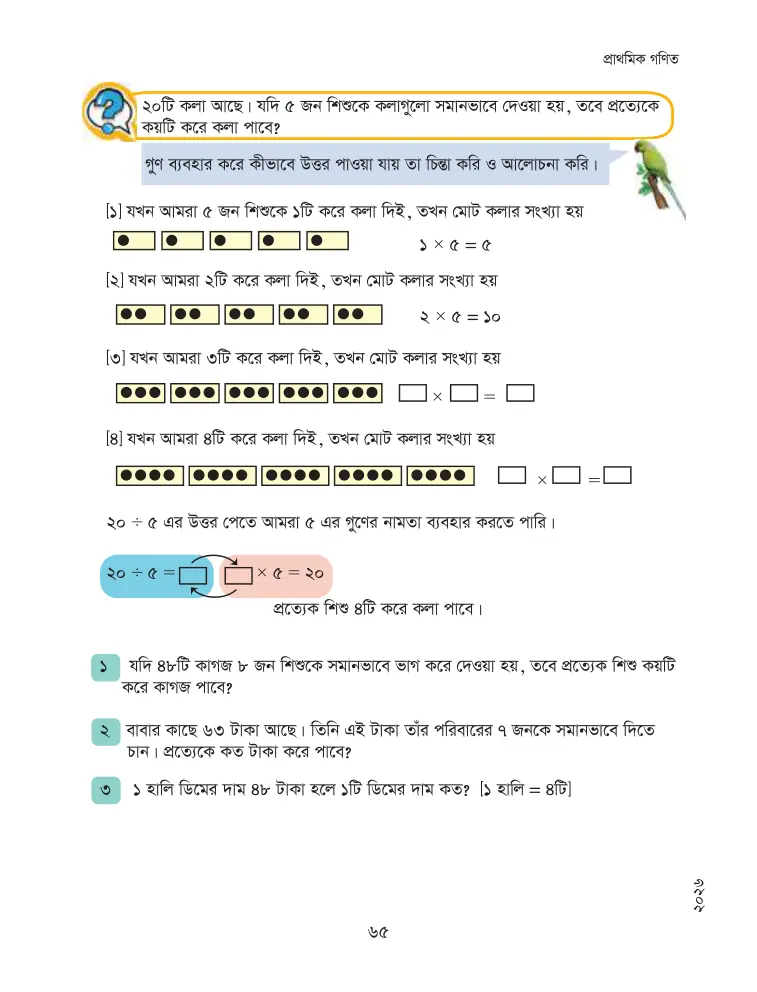 প্রাথমিক গণিত
২০টি কলা আছে। যদি ৫ জন শিশুকে কলাগুলো সমানভাবে দেওয়া হয়, তবে প্রত্যেকে
কয়টি করে কলা পাবে?
গুণ ব্যবহার করে কীভাবে উত্তর পাওয়া যায় তা চিন্তা করি ও আলোচনা করি।
[১] যখন আমরা ৫ জন শিশুকে ১টি করে কলা দিই, তখন মোট কলার সংখ্যা হয়
১ × ৫ = ৫
[২] যখন আমরা ২টি করে কলা দিই, তখন মোট কলার সংখ্যা হয়
২ × ৫ = ১০
[৩] যখন আমরা ৩টি করে কলা দিই, তখন মোট কলার সংখ্যা হয়
× =
[৪] যখন আমরা ৪টি করে কলা দিই, তখন মোট কলার সংখ্যা হয়
× =
২০ ÷ ৫ এর উত্তর পেতে আমরা ৫ এর গুণের নামতা ব্যবহার করতে পারি।
২০ ÷ ৫ = × ৫ = ২০
প্রত্যেক শিশু ৪টি করে কলা পাবে।
১ যদি ৪৮টি কাগজ ৮ জন শিশুকে সমানভাবে ভাগ করে দেওয়া হয়, তবে প্রত্যেক শিশু কয়টি
করে কাগজ পাবে?
২ বাবার কাছে ৬৩ টাকা আছে। তিনি এই টাকা তাঁর পরিবারের ৭ জনকে সমানভাবে দিতে
চান। প্রত্যেকে কত টাকা করে পাবে?
৩ ১ হালি ডিমের দাম ৪৮ টাকা হলে ১টি ডিমের দাম কত? [১ হালি = ৪টি]
২০২৬
৬৫